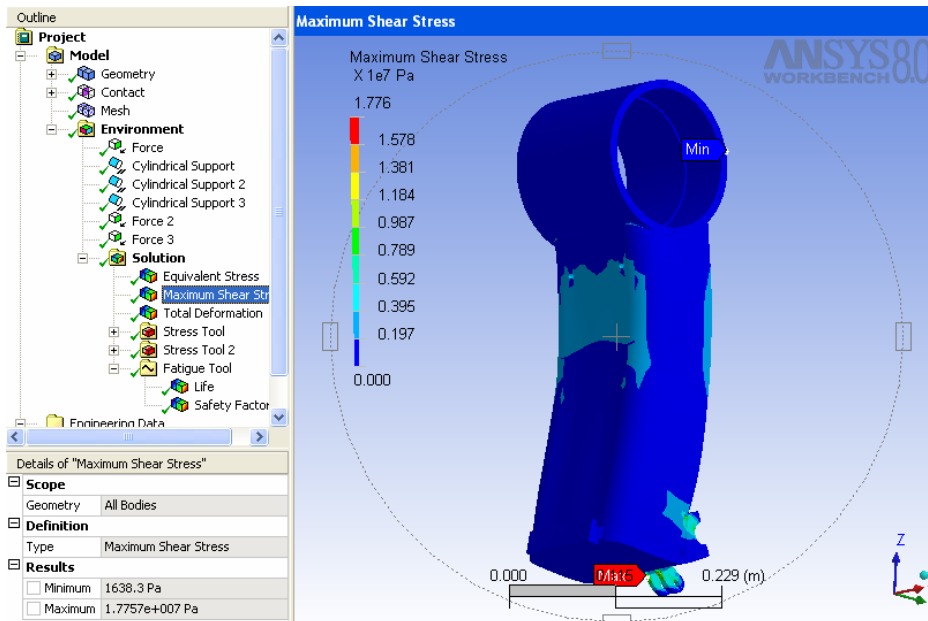 Outline
Project
Model
Geometry
Contact
Mesh
Environment
Force
Cylindrical Support
Cylindrical Support 2
Cylindrical Support 3
Force 2
Force 3
Solution
Equivalent Stress
Maximum Shear Str
Total Deformation
Stress Tool
Stress Tool 2
Fatigue Tool
Life
Safety Factor
Engineering Data
Details of "Maximum Shear Stress"
Scope
Geometry All Bodies
Definition
Type Maximum Shear Stress
Results
Minimum 1638.3 Pa
Maximum 1.7757e+007 Pa
Maximum Shear Stress
Maximum Shear Stress
X 1e7 Pa
1.776
1.578
1.381
1.184
0.987
0.789
0.592
0.395
0.197
0.000
ANSYS 8.0
WORKBENCH
Min
Max
0.000 0.229 (m)
Z